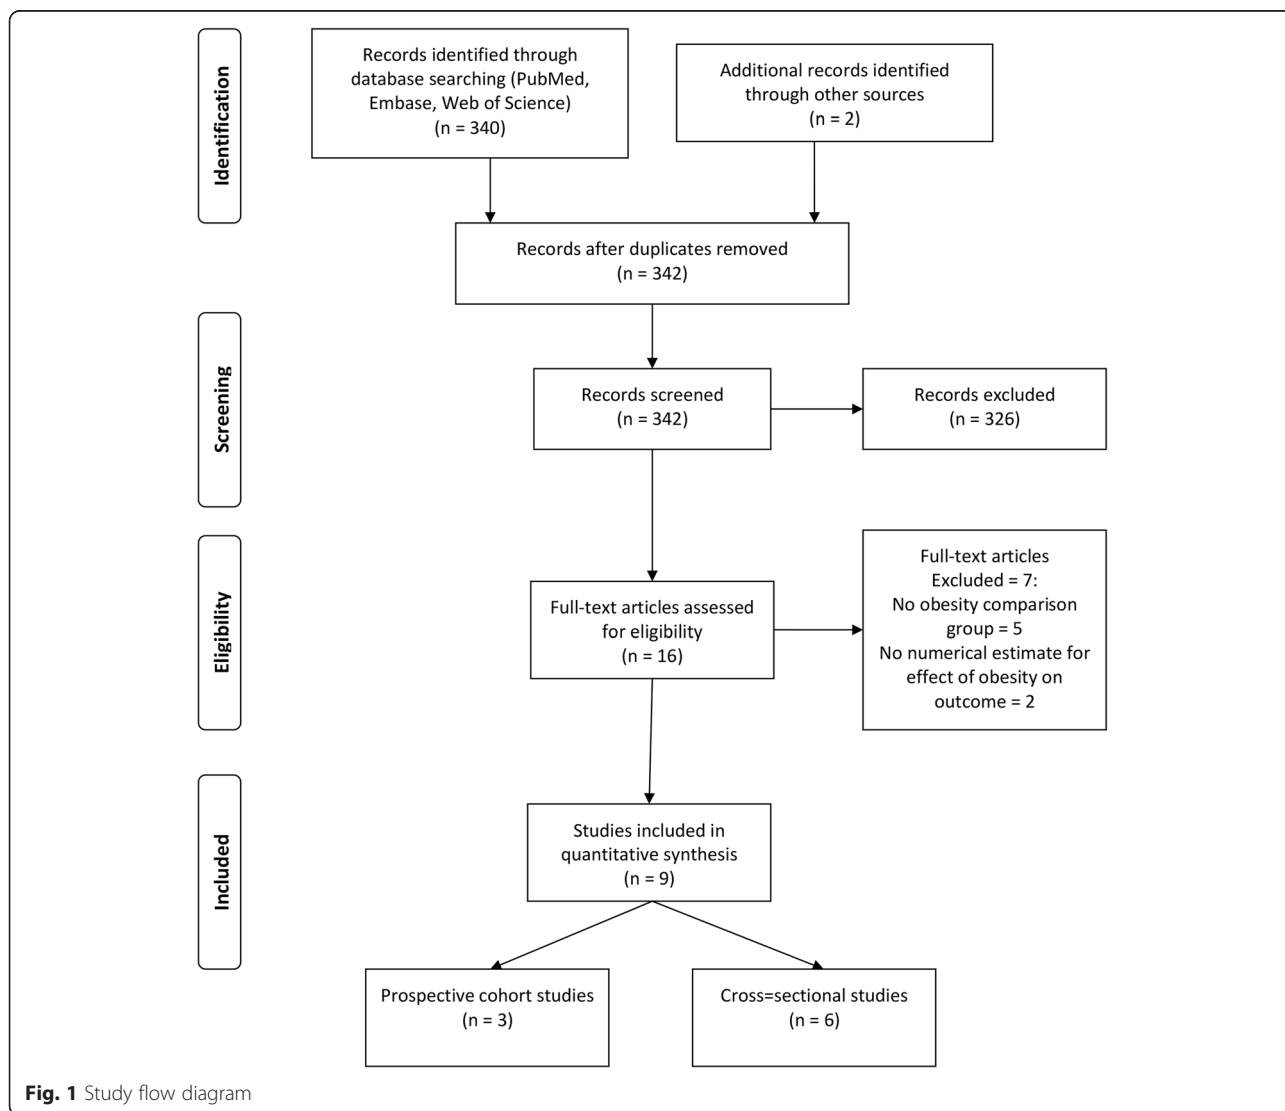 Identification
Records identified through
database searching (PubMed,
Embase, Web of Science)
(n = 340)
Additional records identified
through other sources
(n = 2)
Records after duplicates removed
(n = 342)
Screening
Records screened
(n = 342)
Records excluded
(n = 326)
Eligibility
Full-text articles assessed
for eligibility
(n = 16)
Full-text articles
Excluded = 7:
No obesity comparison
group = 5
No numerical estimate for
effect of obesity on
outcome = 2
Included
Studies included in
quantitative synthesis
(n = 9)
Prospective cohort studies
(n = 3)
Cross=sectional studies
(n = 6)
Fig. 1 Study flow diagram